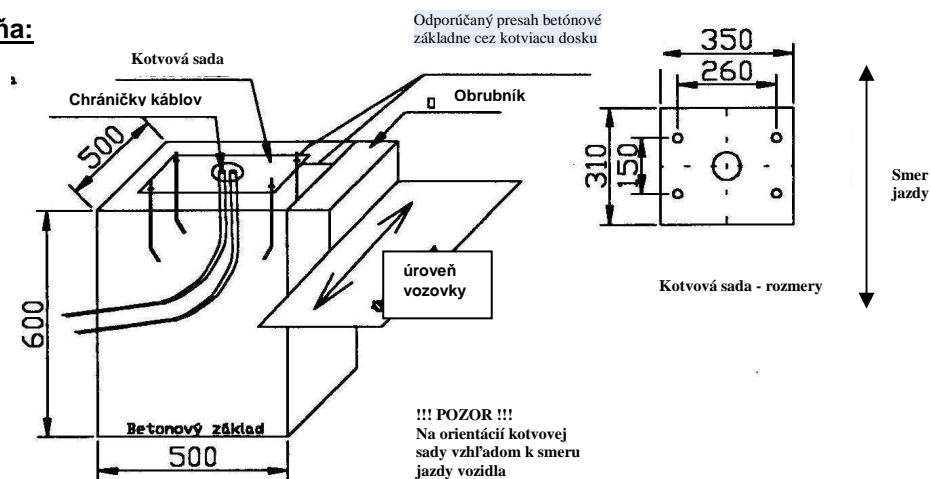 ňa:
Odporúčaný presah betónové
základne cez kotviacu dosku
Kotvová sada
Chráničky káblov
Obrubník
500
600
úroveň
vozovky
Betonový základ
500
350
260
310
150
Smer
jazdy
Kotvová sada - rozmery
!!! POZOR !!!
Na orientácií kotvovej
sady vzhľadom k smeru
jazdy vozidla